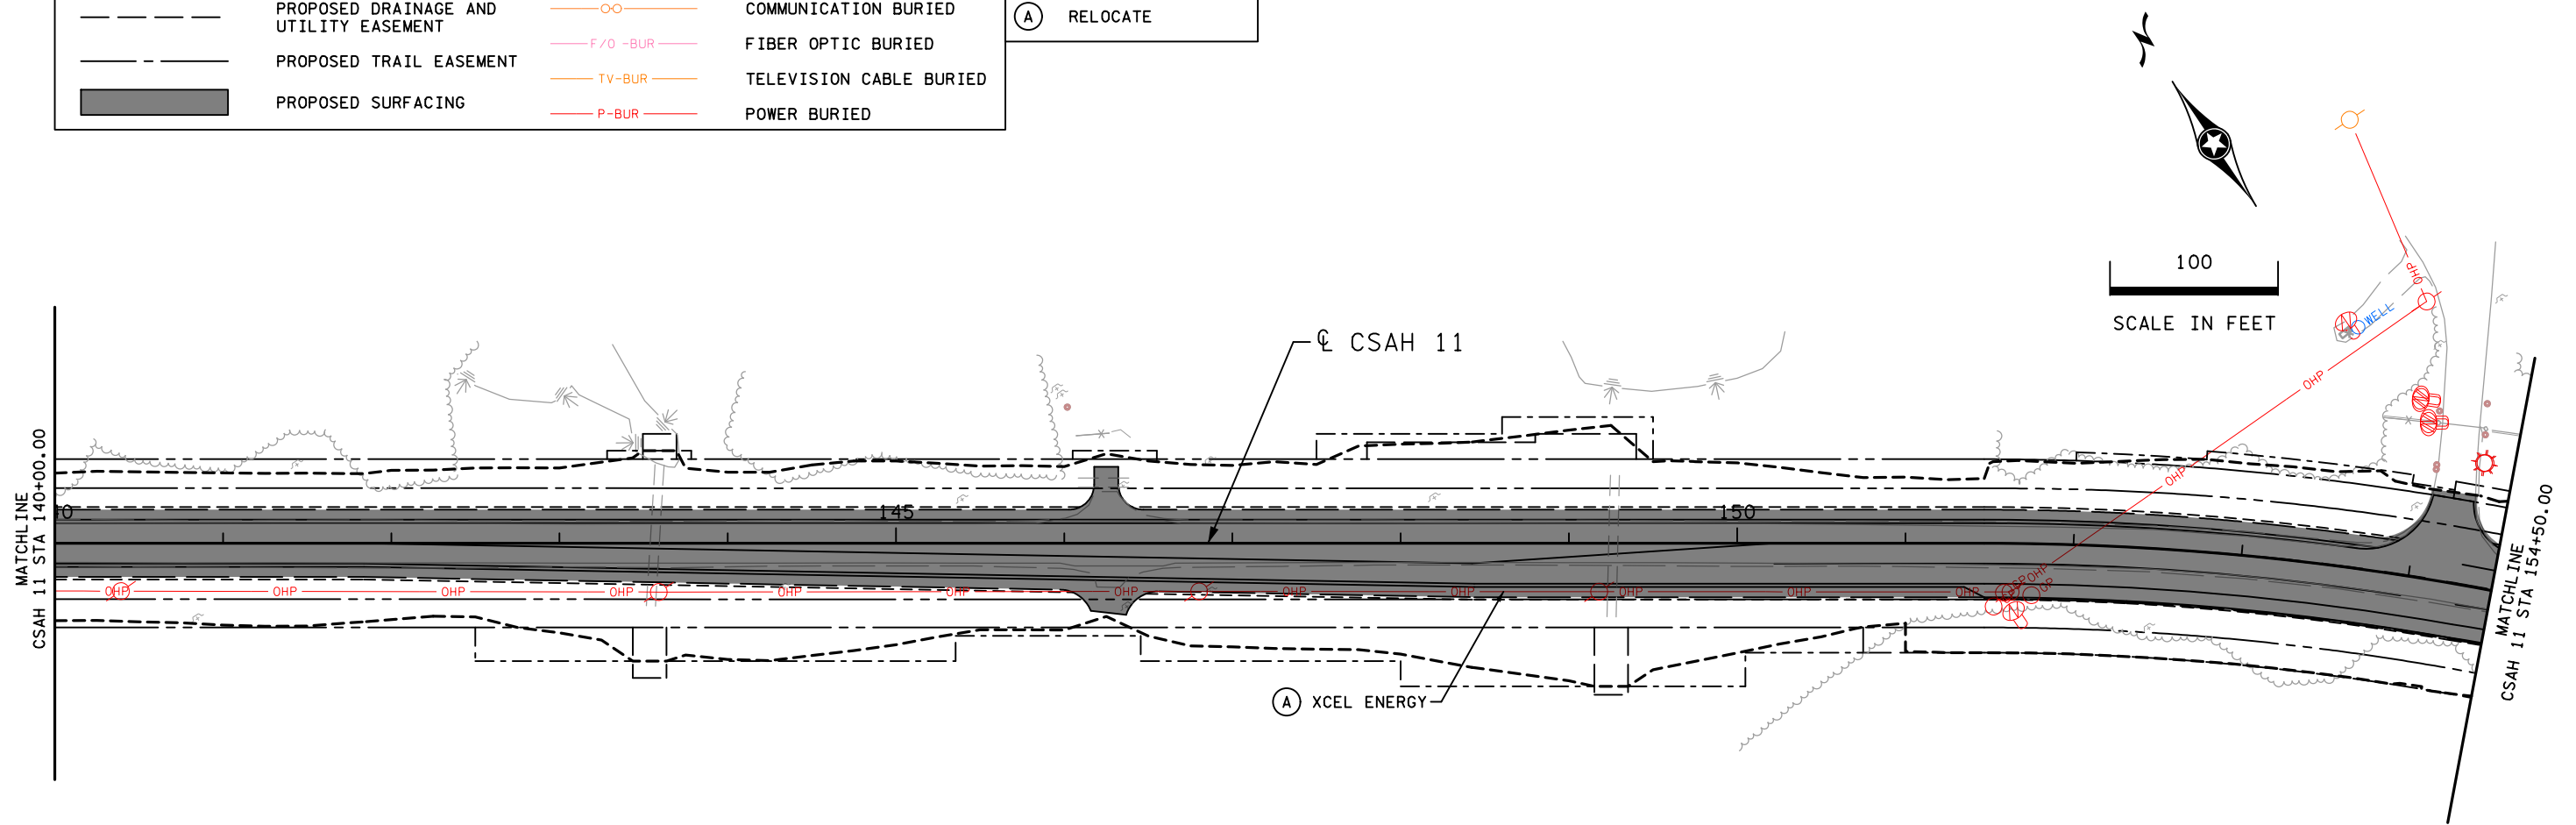 PROPOSED DRAINAGE AND
UTILITY EASEMENT
PROPOSED TRAIL EASEMENT
PROPOSED SURFACING
COMMUNICATION BURIED
F/O -BUR
FIBER OPTIC BURIED
TV-BUR
TELEVISION CABLE BURIED
P-BUR
POWER BURIED
A RELOCATE
100
SCALE IN FEET
OHP
WELL
OHP
OHP
℄ CSAH 11
MATCHLINE
CSAH 11 STA 140+00.00
145
150
OHP
OHP
OHP
OHP
OHP
OHP
OHP
OHP
OHP
OHP
OHP
OHP
GP
MATCHLINE
CSAH 11 STA 154+50.00
A XCEL ENERGY